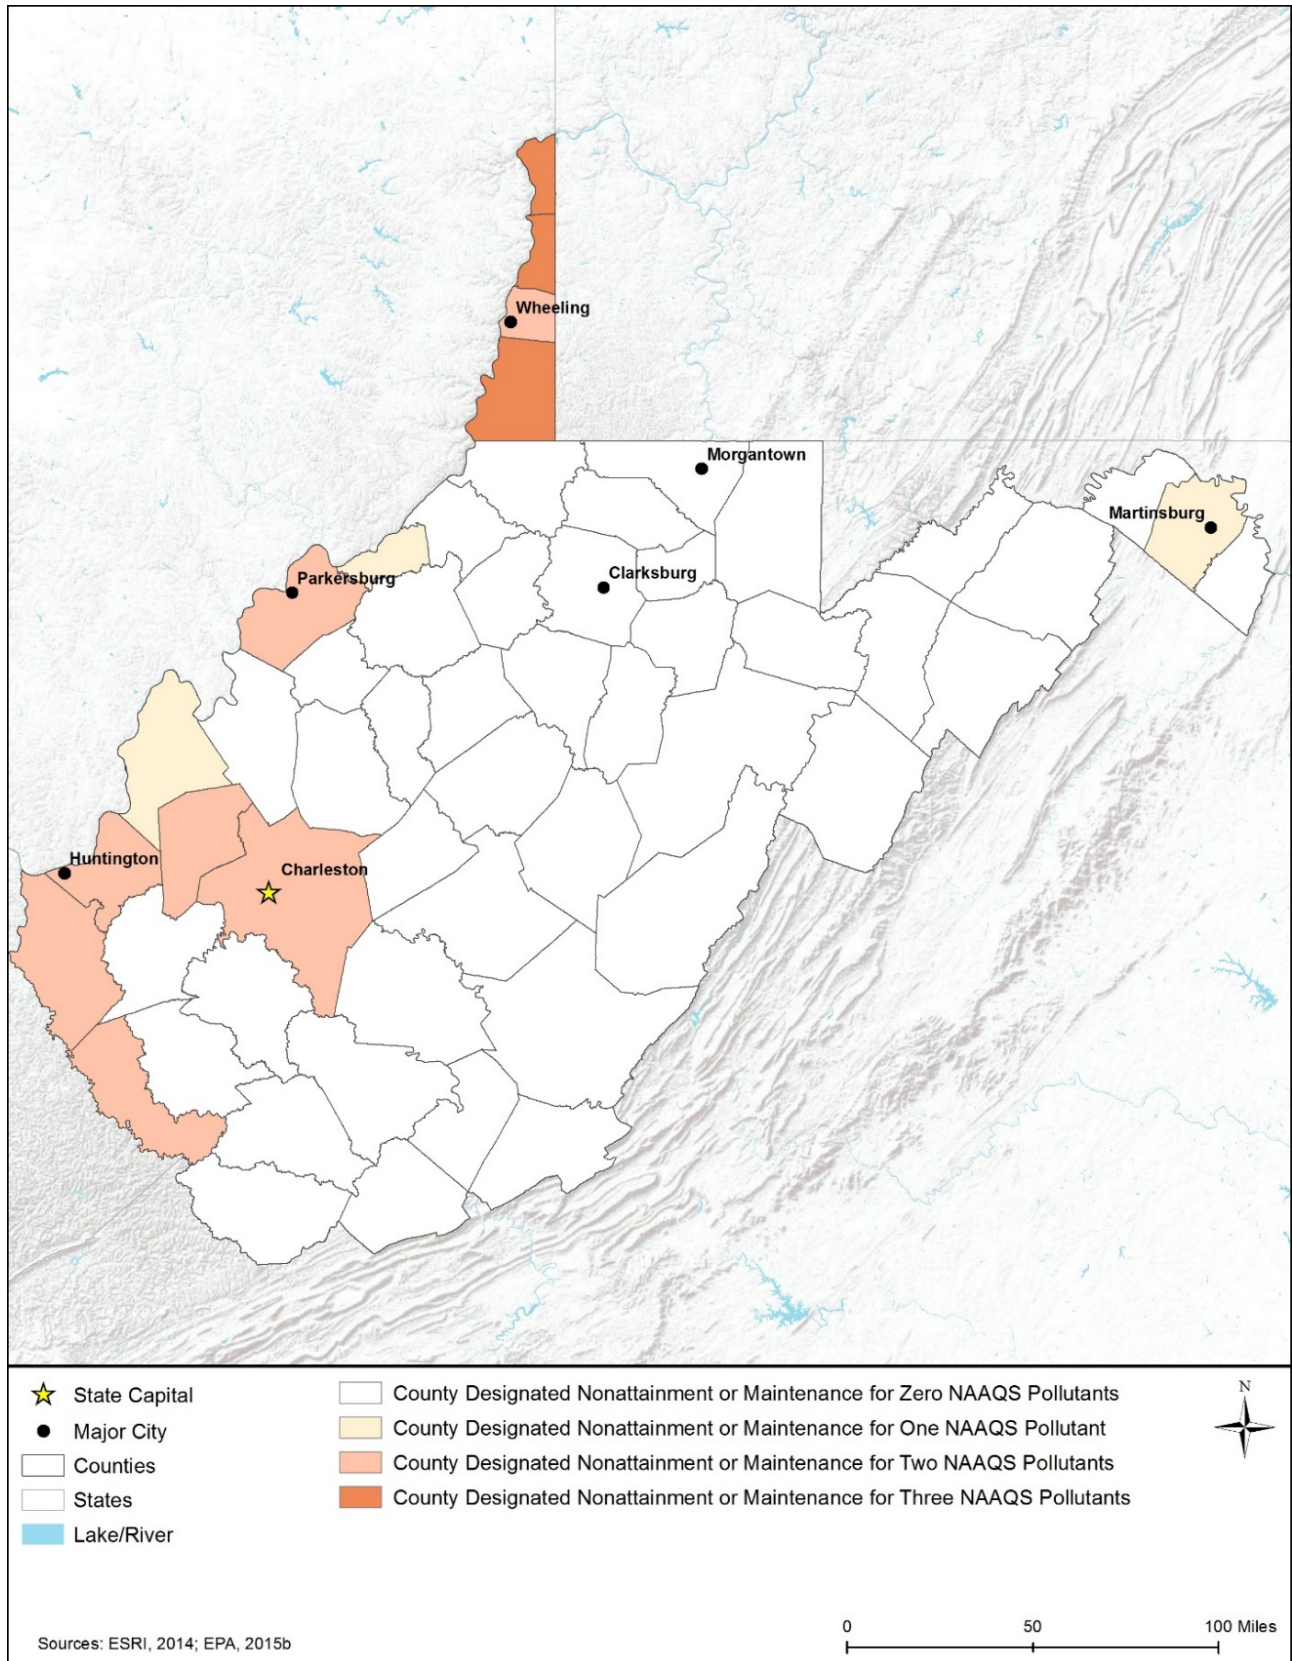 Wheeling
Morgantown
Martinsburg
Parkersburg
Clarksburg
Huntington
Charleston
State Capital
Major City
Counties
States
Lake/River
County Designated Nonattainment or Maintenance for Zero NAAQS Pollutants
County Designated Nonattainment or Maintenance for One NAAQS Pollutant
County Designated Nonattainment or Maintenance for Two NAAQS Pollutants
County Designated Nonattainment or Maintenance for Three NAAQS Pollutants
N
0 50 100 Miles
Sources: ESRI, 2014; EPA, 2015b